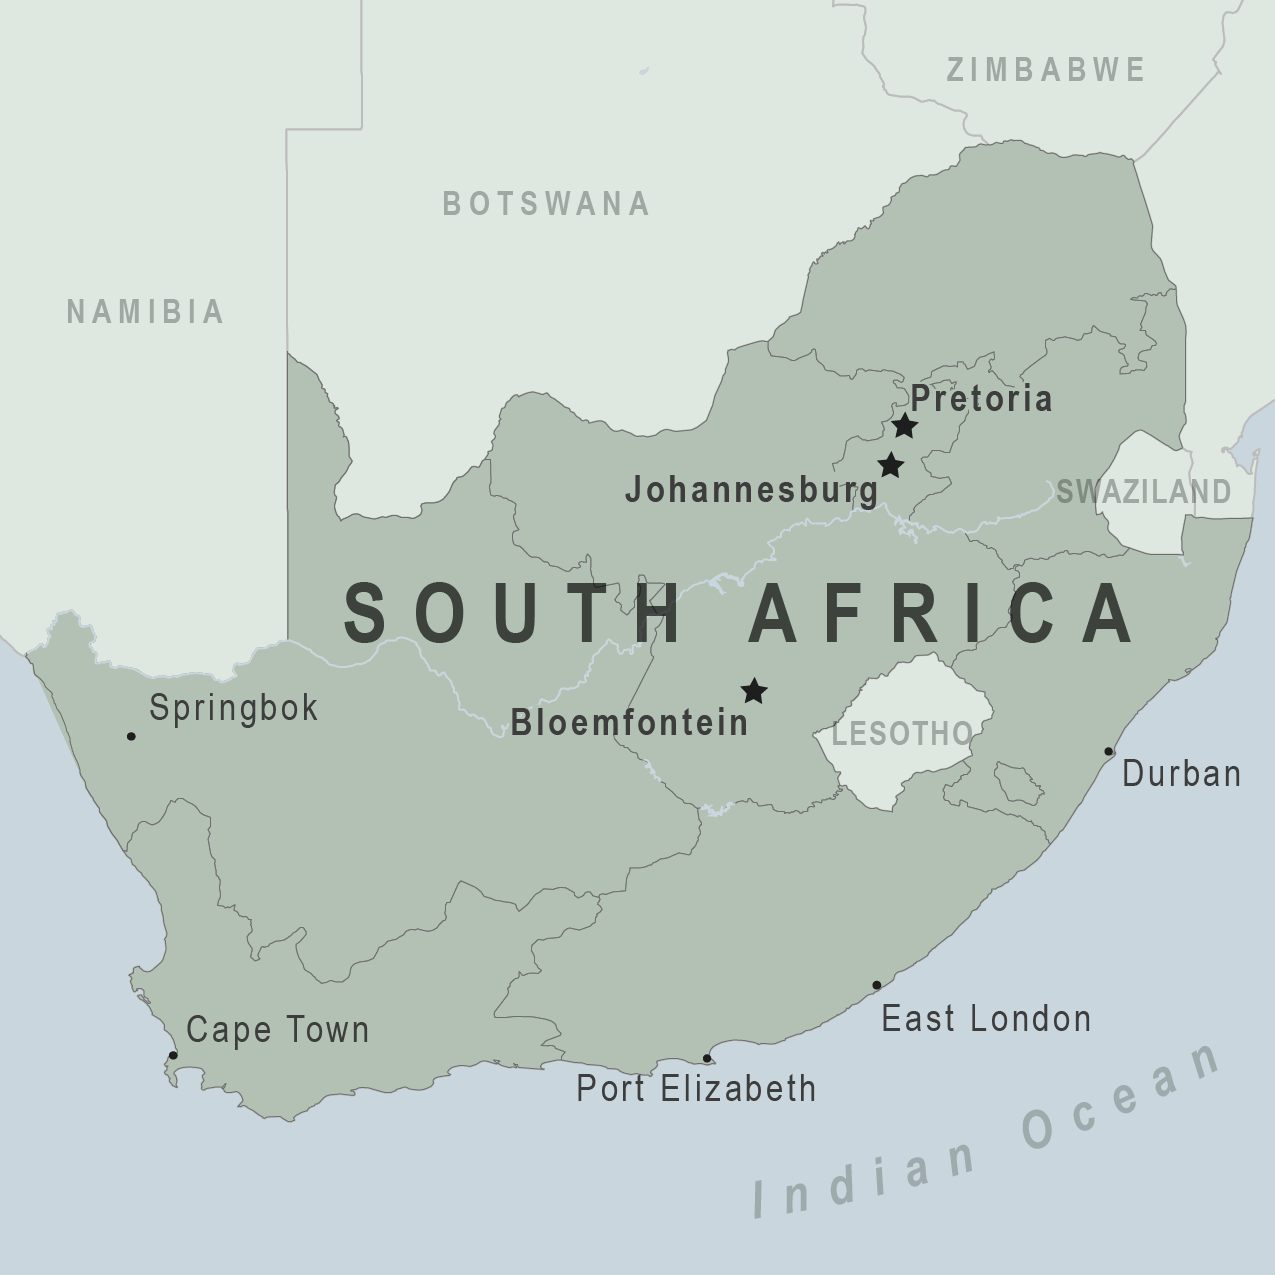 ZIMBABWE
BOTSWANA
NAMIBIA
Pretoria
Johannesburg
SWAZILAND
SOUTH AFRICA
Springbok
Bloemfontein
LESOTHO
Durban
Cape Town
East London
Port Elizabeth
Indian Ocean